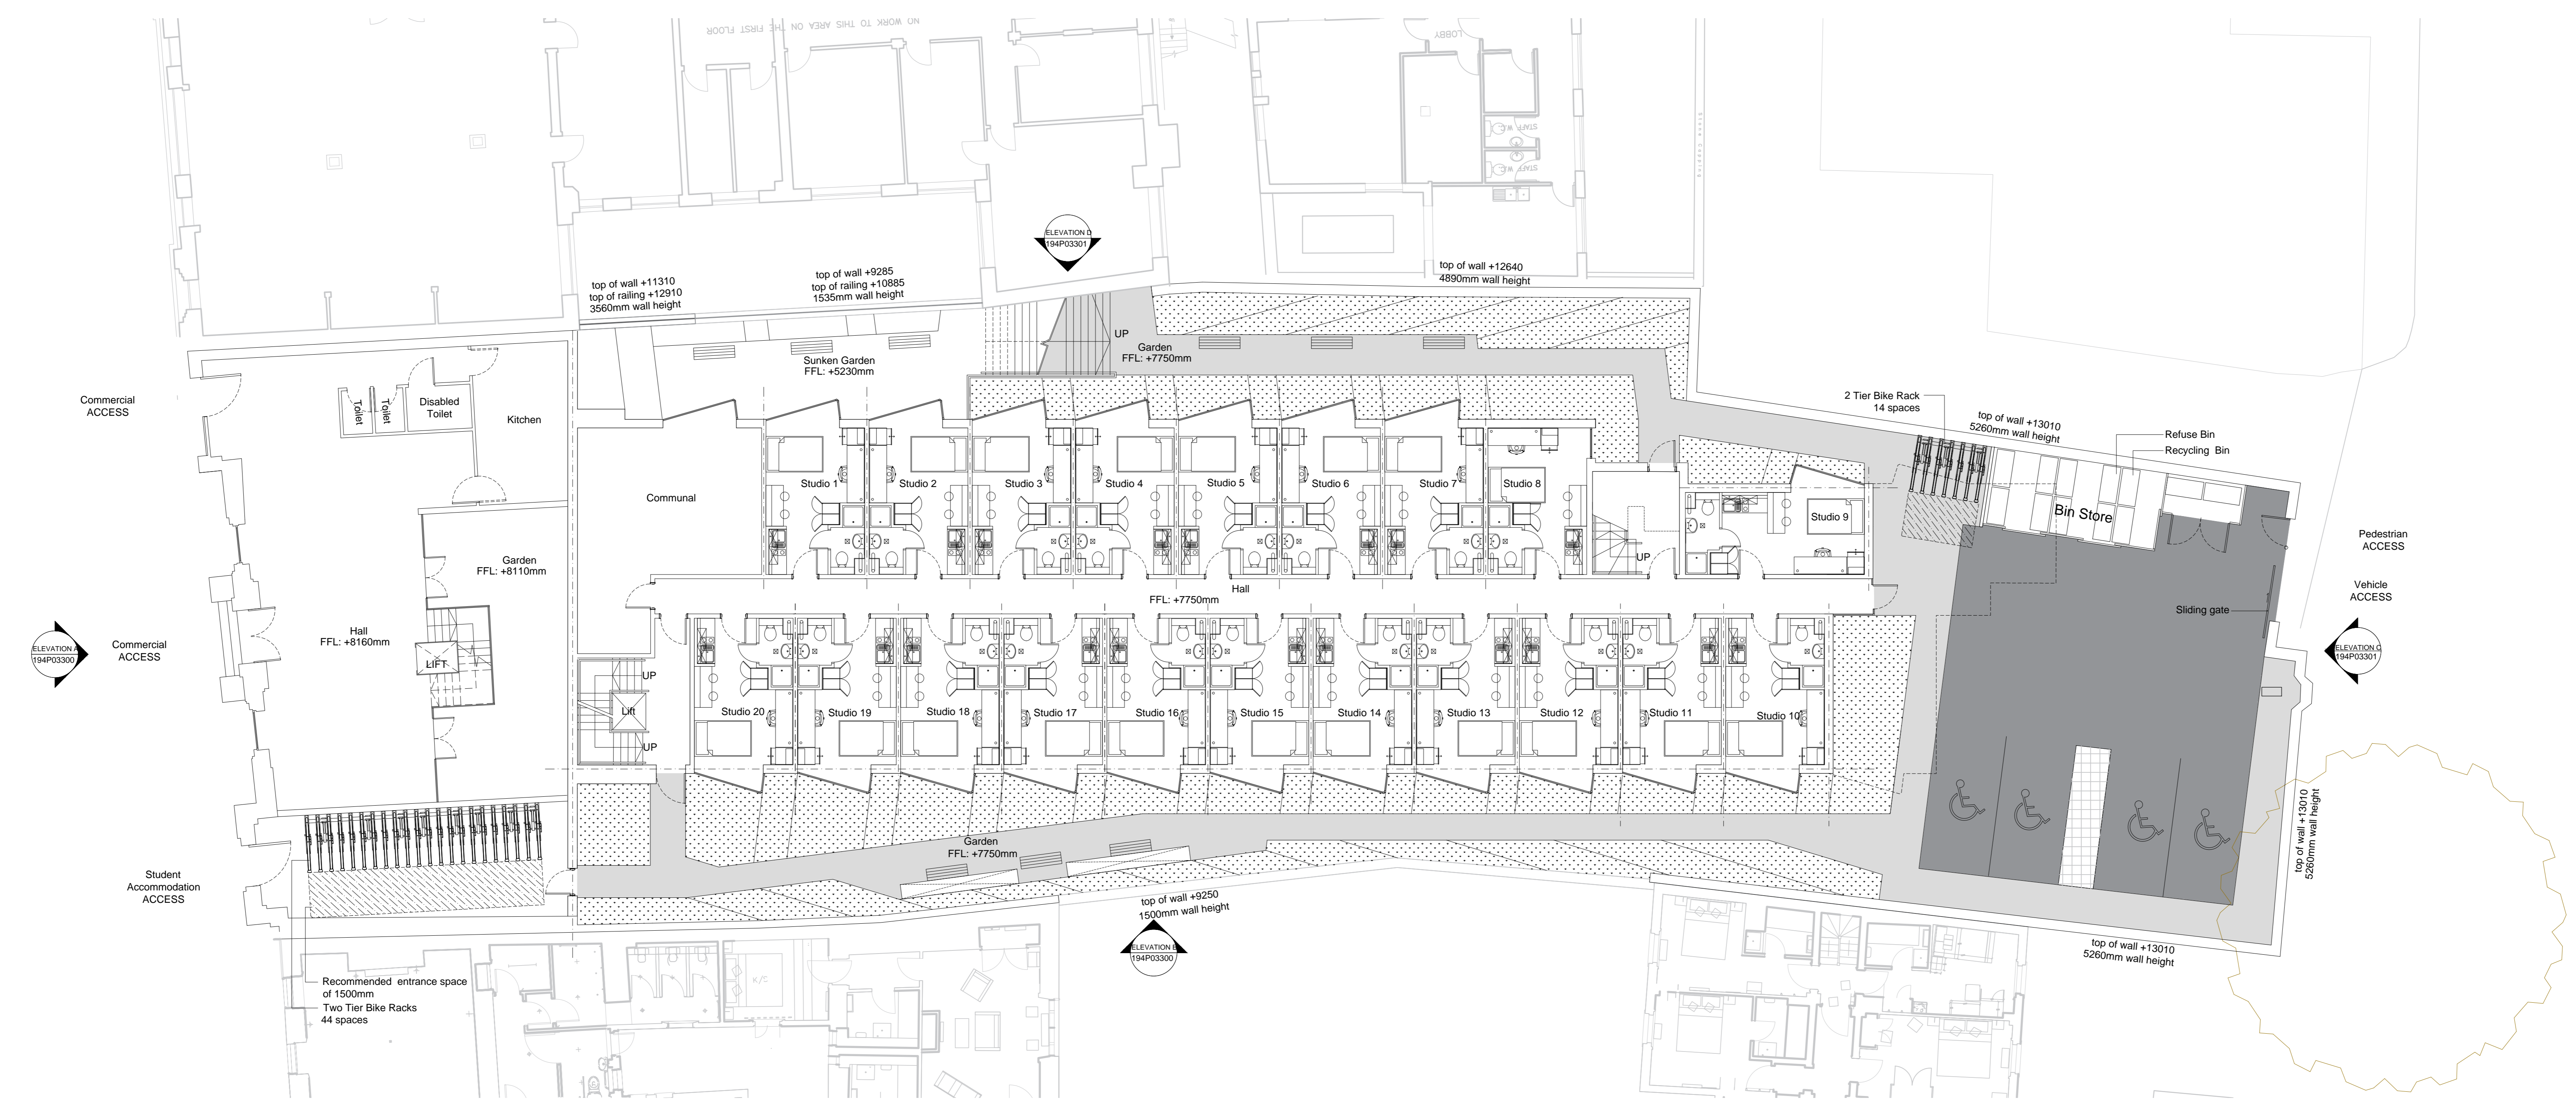 NO WORK TO THIS AREA ON THE FIRST FLOOR
LOBBY
STAFF W.C
STAFF W.C
Stone Coping
ELEVATION D
194P03301
top of wall +11310
top of railing +12910
3560mm wall height
top of wall +9285
top of railing +10885
1535mm wall height
top of wall +12640
4890mm wall height
UP
Garden
FFL: +7750mm
Sunken Garden
FFL: +5230mm
Commercial
ACCESS
Toilet
Toilet
Disabled
Toilet
Kitchen
2 Tier Bike Rack
14 spaces
top of wall +13010
5260mm wall height
Refuse Bin
Recycling Bin
Communal
Studio 1
Studio 2
Studio 3
Studio 4
Studio 5
Studio 6
Studio 7
Studio 8
Studio 9
Bin Store
Pedestrian
ACCESS
Garden
FFL: +8110mm
UP
Hall
FFL: +7750mm
Vehicle
ACCESS
Sliding gate
ELEVATION A
194P03300
Commercial
ACCESS
Hall
FFL: +8160mm
LIFT
ELEVATION C
194P03301
UP
Lift
UP
Studio 20
Studio 19
Studio 18
Studio 17
Studio 16
Studio 15
Studio 14
Studio 13
Studio 12
Studio 11
Studio 10
top of wall +13010
5260mm wall height
Garden
FFL: +7750mm
Student
Accommodation
ACCESS
top of wall +9250
1500mm wall height
ELEVATION B
194P03300
top of wall +13010
5260mm wall height
Recommended entrance space
of 1500mm
Two Tier Bike Racks
44 spaces
K/S